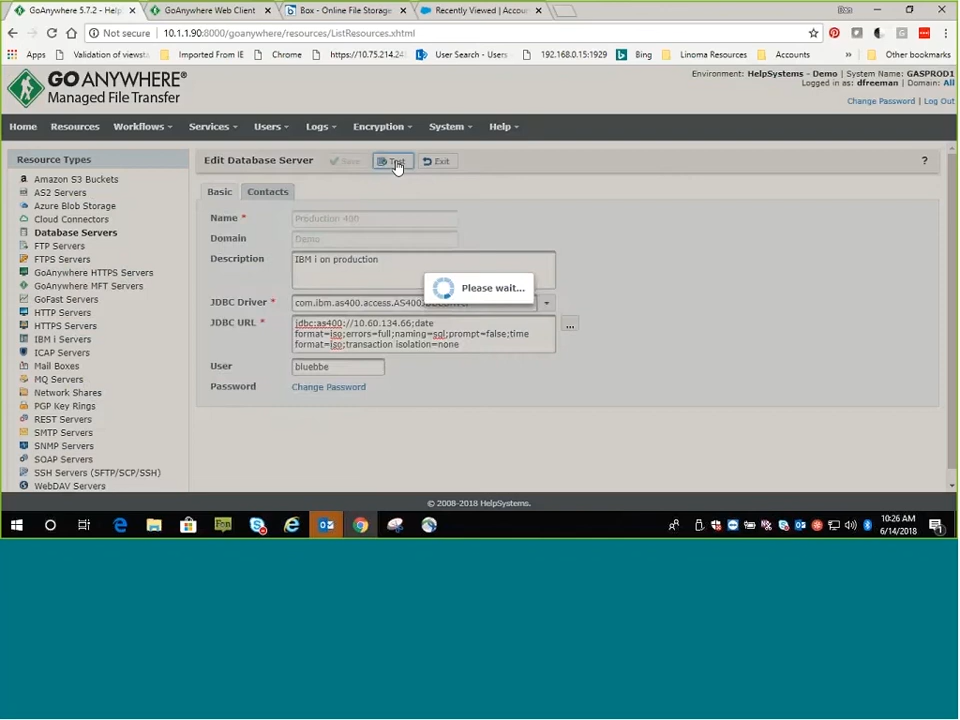 GoAnywhere 5.7.2 - Help
GoAnywhere Web Client
Box - Online File Storage
Recently Viewed | Accou
Not secure
10.1.1.90:8000/goanywhere/resources/ListResources.xhtml
Apps
Validation of views
Imported From IE
Chrome
https://10.75.214.24
User Search - Users
192.168.0.15:1929
Bing
Linoma Resources
Accounts
»
Other bookmarks
GO ANYWHERE®
Managed File Transfer
Environment: HelpSystems - Demo | System Name: GASPROD1
Logged in as: dfreeman | Domain: All
Change Password | Log Out
Home Resources Workflows Services Users Logs Encryption System Help
Resource Types
Amazon S3 Buckets
AS2 Servers
Azure Blob Storage
Cloud Connectors
Database Servers
FTP Servers
FTPS Servers
GoAnywhere HTTPS Servers
GoAnywhere MFT Servers
GoFast Servers
HTTP Servers
HTTPS Servers
IBM i Servers
ICAP Servers
Mail Boxes
MQ Servers
Network Shares
PGP Key Rings
REST Servers
SMTP Servers
SNMP Servers
SOAP Servers
SSH Servers (SFTP/SCP/SSH)
WebDAV Servers
Edit Database Server
Save
Test
Exit
?
Basic
Contacts
Name *
Production 400
Domain
Demo
Description
IBM i on production
Please wait...
JDBC Driver *
com.ibm.as400.access.AS400JDBCDriver
JDBC URL *
jdbc:as400://10.60.134.66;date
format=iso;errors=full;naming=sql;prompt=false;time
format=iso;transaction isolation=none
...
User
bluebbe
Password
Change Password
© 2008-2018 HelpSystems.
10:26 AM
6/14/2018